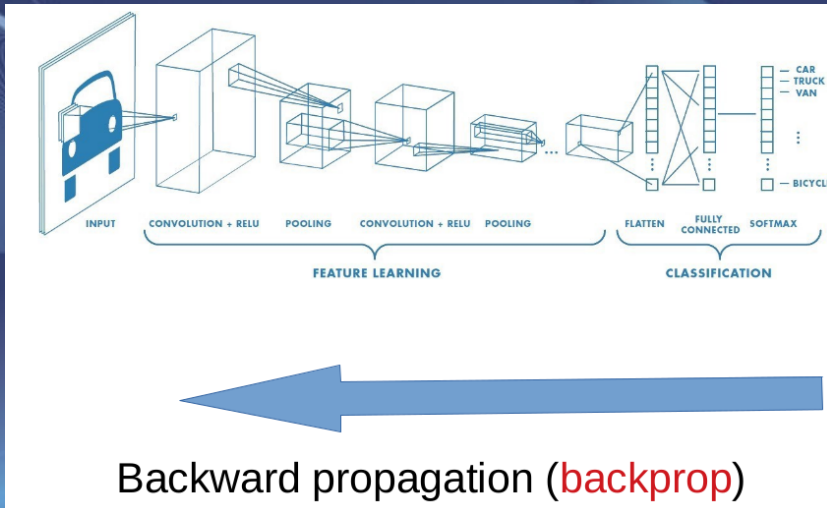 CAR
TRUCK
VAN
BICYCLE
INPUT CONVOLUTION + RELU POOLING CONVOLUTION + RELU POOLING FLATTEN FULLY CONNECTED SOFTMAX
FEATURE LEARNING CLASSIFICATION
Backward propagation (backprop)